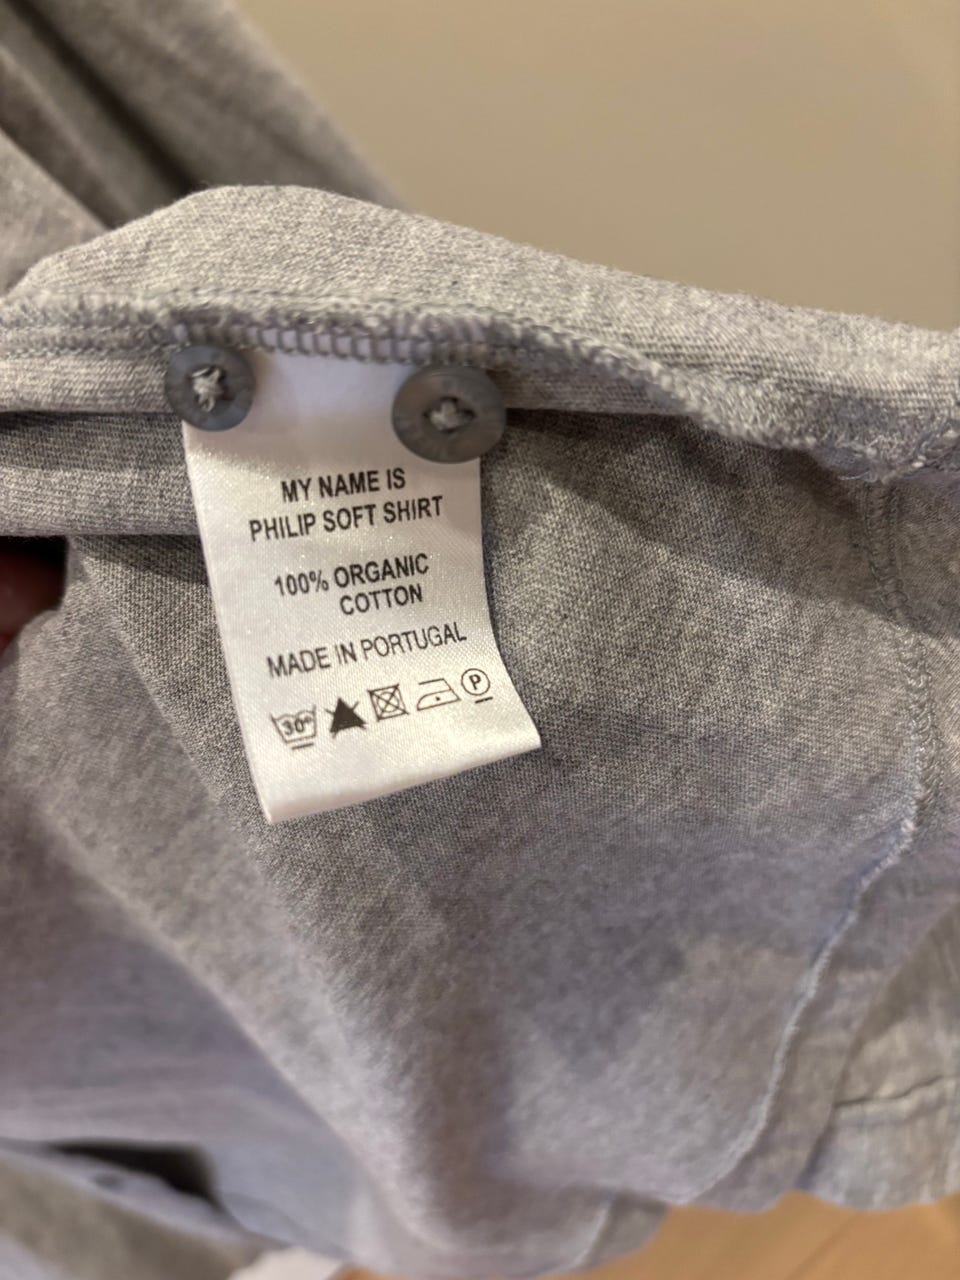 MY NAME IS
PHILIP SOFT SHIRT
100% ORGANIC
COTTON
MADE IN PORTUGAL
30° P